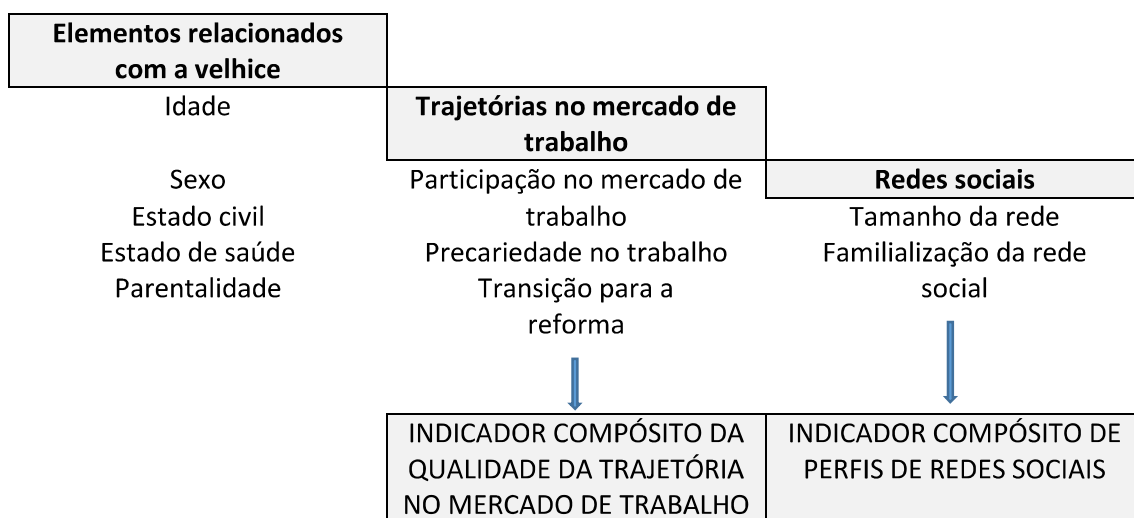 Elementos relacionados
com a velhice
Idade
Sexo
Estado civil
Estado de saúde
Parentalidade
Trajetórias no mercado de
trabalho
Participação no mercado de
trabalho
Precariedade no trabalho
Transição para a
reforma
INDICADOR COMPÓSITO DA
QUALIDADE DA TRAJETÓRIA
NO MERCADO DE TRABALHO
Redes sociais
Tamanho da rede
Familialização da rede
social
INDICADOR COMPÓSITO DE
PERFIS DE REDES SOCIAIS